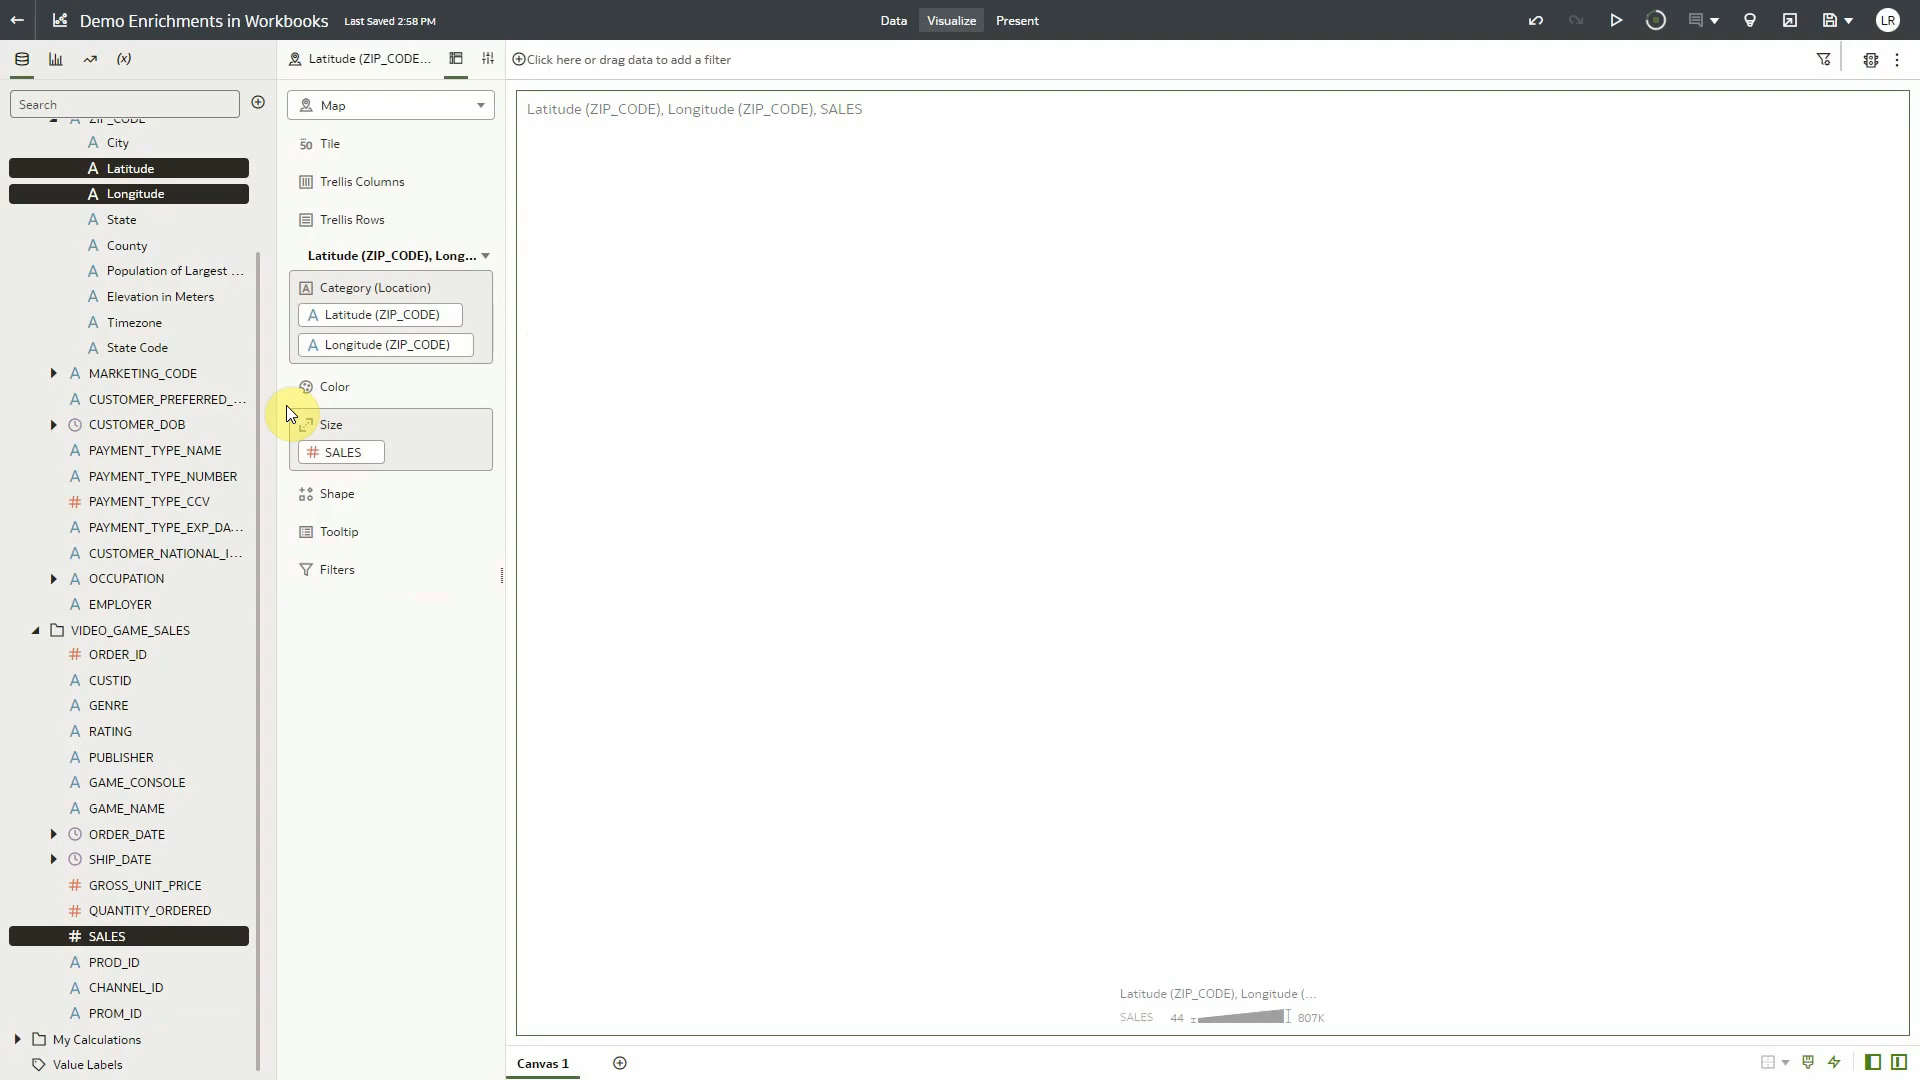 Demo Enrichments in Workbooks
Last Saved 2:58 PM
Data
Visualize
Present
LR
(x)
Latitude (ZIP_CODE...
Click here or drag data to add a filter
Search
ZIP_CODE
City
Latitude
Longitude
State
County
Population of Largest ...
Elevation in Meters
Timezone
State Code
A MARKETING_CODE
A CUSTOMER_PREFERRED_...
CUSTOMER_DOB
A PAYMENT_TYPE_NAME
A PAYMENT_TYPE_NUMBER
# PAYMENT_TYPE_CCV
A PAYMENT_TYPE_EXP_DA...
A CUSTOMER_NATIONAL_I...
A OCCUPATION
A EMPLOYER
VIDEO_GAME_SALES
# ORDER_ID
A CUSTID
A GENRE
A RATING
A PUBLISHER
A GAME_CONSOLE
A GAME_NAME
ORDER_DATE
SHIP_DATE
# GROSS_UNIT_PRICE
# QUANTITY_ORDERED
# SALES
A PROD_ID
A CHANNEL_ID
A PROM_ID
My Calculations
Value Labels
Map
50 Tile
Trellis Columns
Trellis Rows
Latitude (ZIP_CODE), Long...
A Category (Location)
A Latitude (ZIP_CODE)
A Longitude (ZIP_CODE)
Color
Size
# SALES
Shape
Tooltip
Filters
Latitude (ZIP_CODE), Longitude (ZIP_CODE), SALES
Latitude (ZIP_CODE), Longitude (...
SALES 44 807K
Canvas 1